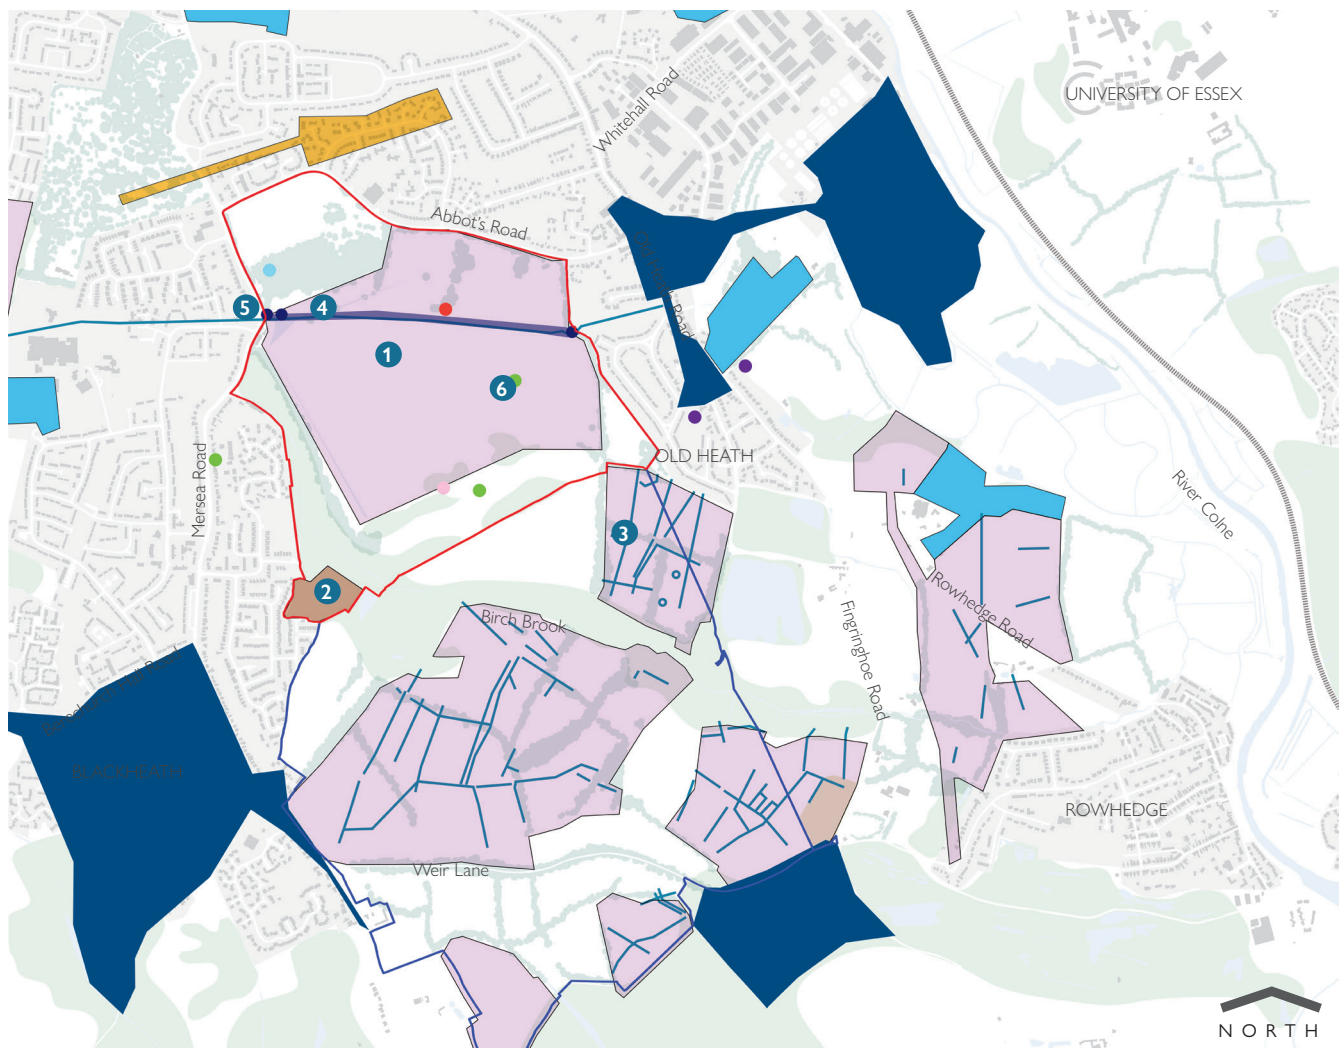 UNIVERSITY OF ESSEX
Whitehall Road
Abbot's Road
5
4
1
6
OLD HEATH
Mersea Road
River Colne
3
2
Rowhedge Road
Birch Brook
Fingringhoe Road
BLACKHEATH
ROWHEDGE
Weir Lane
NORTH